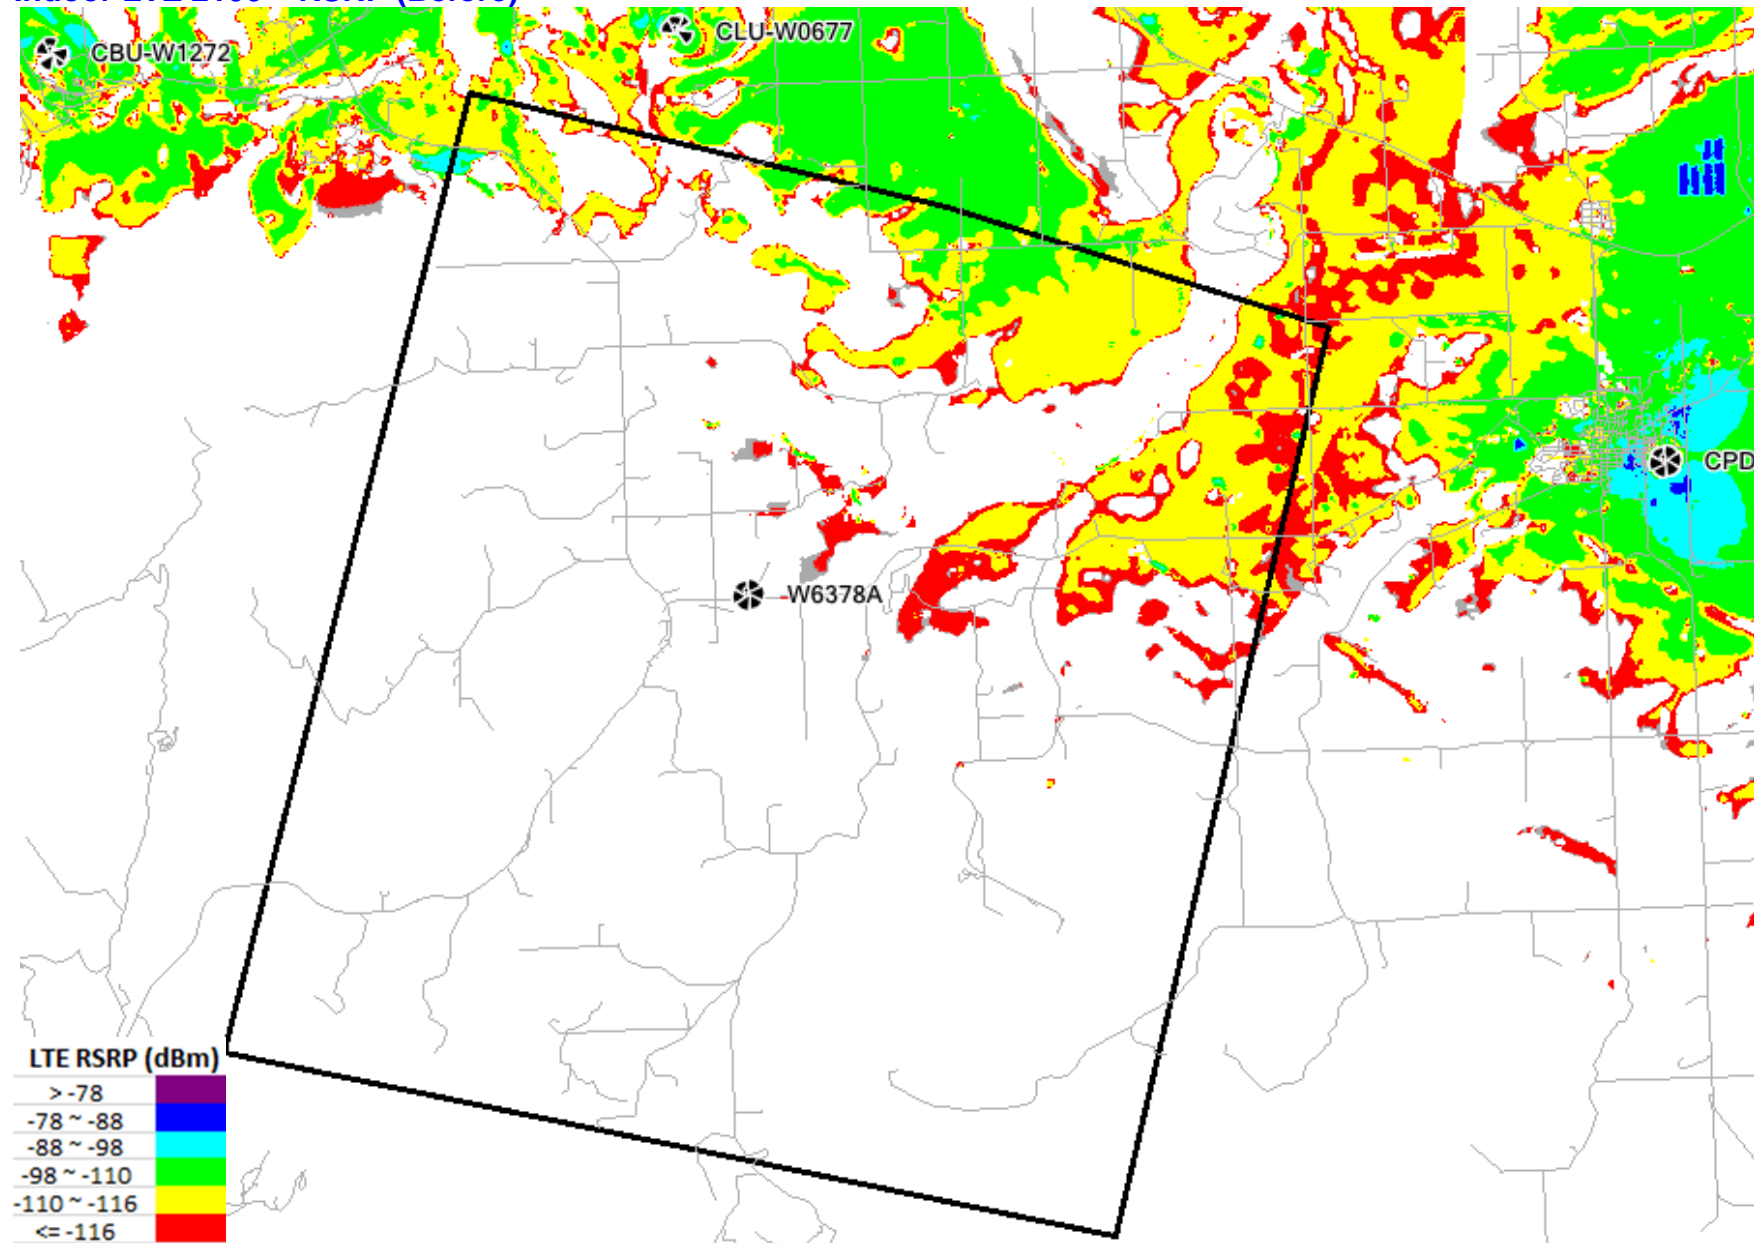 CBU-W1272
CLU-W0677
CPD
W6378A
LTE RSRP (dBm)
> -78
-78 ~ -88
-88 ~ -98
-98 ~ -110
-110 ~ -116
<= -116